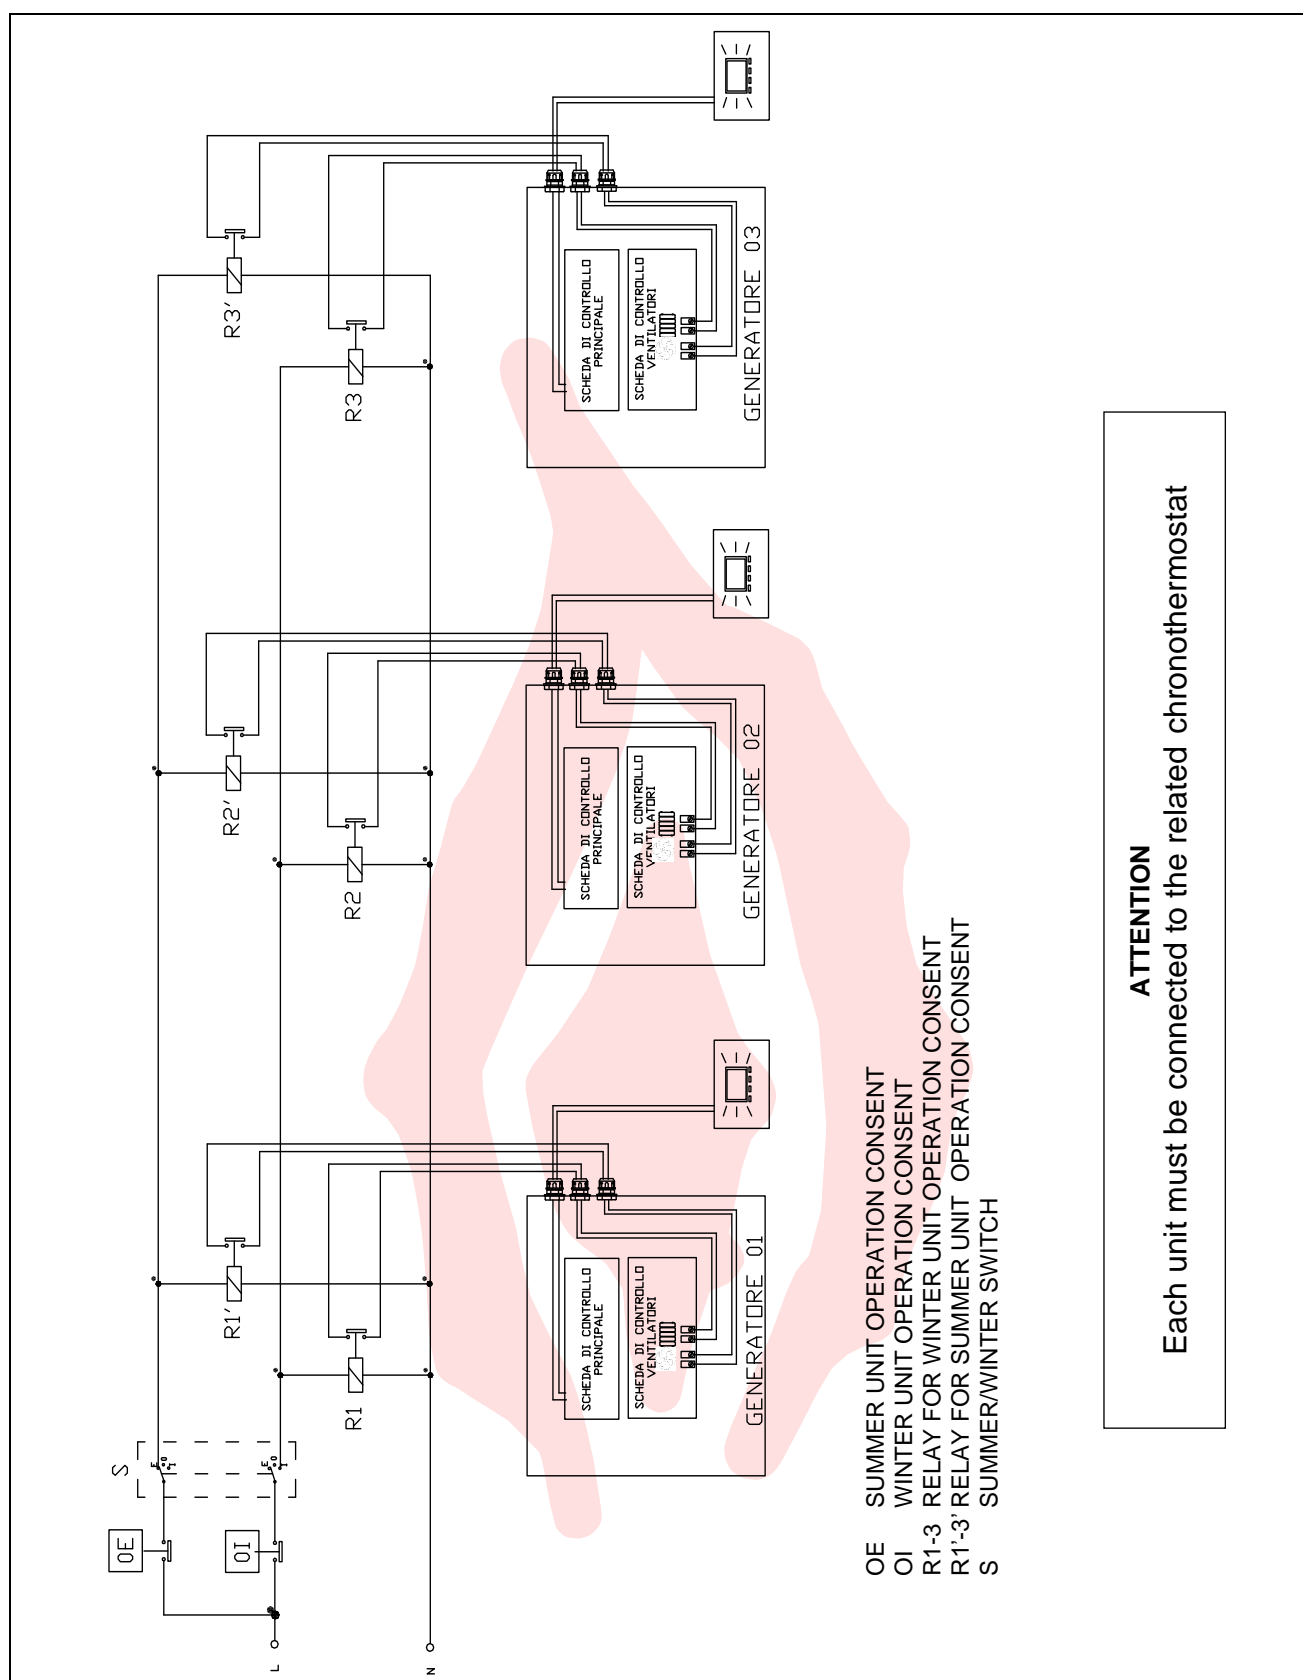 S
OE
OI
L
N
E
O
I
E
O
I
R1'
R1
R2'
R2
R3'
R3
SCHEDA DI CONTROLLO
PRINCIPALE
SCHEDA DI CONTROLLO
VENTILATORI
GENERATORE 01
SCHEDA DI CONTROLLO
PRINCIPALE
SCHEDA DI CONTROLLO
VENTILATORI
GENERATORE 02
SCHEDA DI CONTROLLO
PRINCIPALE
SCHEDA DI CONTROLLO
VENTILATORI
GENERATORE 03
OE SUMMER UNIT OPERATION CONSENT
OI WINTER UNIT OPERATION CONSENT
R1-3 RELAY FOR WINTER UNIT OPERATION CONSENT
R1'-3' RELAY FOR SUMMER UNIT OPERATION CONSENT
S SUMMER/WINTER SWITCH
ATTENTION
Each unit must be connected to the related chronothermostat